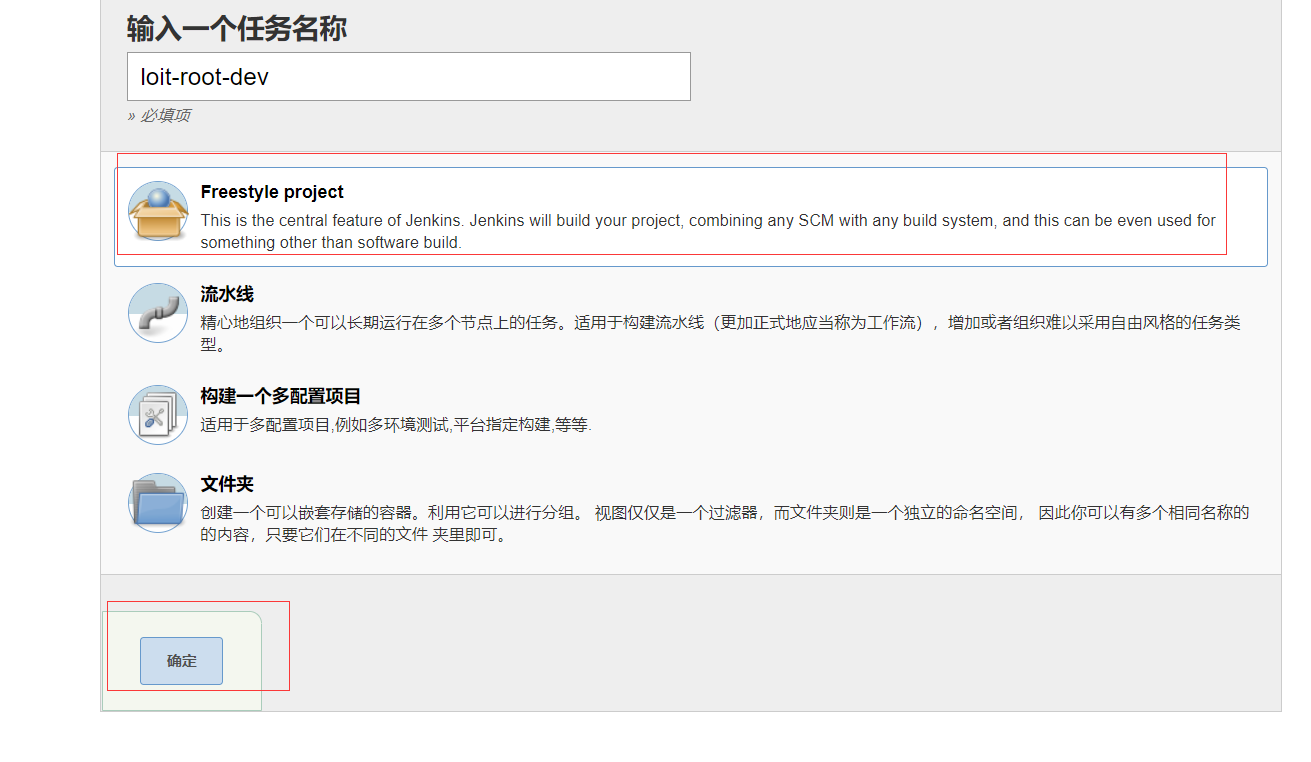 输入一个任务名称
loit-root-dev
» 必填项
Freestyle project
This is the central feature of Jenkins. Jenkins will build your project, combining any SCM with any build system, and this can be even used for
something other than software build.
流水线
精心地组织一个可以长期运行在多个节点上的任务。适用于构建流水线（更加正式地应当称为工作流），增加或者组织难以采用自由风格的任务类
型。
构建一个多配置项目
适用于多配置项目,例如多环境测试,平台指定构建,等等.
文件夹
创建一个可以嵌套存储的容器。利用它可以进行分组。 视图仅仅是一个过滤器，而文件夹则是一个独立的命名空间， 因此你可以有多个相同名称的
的内容，只要它们在不同的文件 夹里即可。
确定